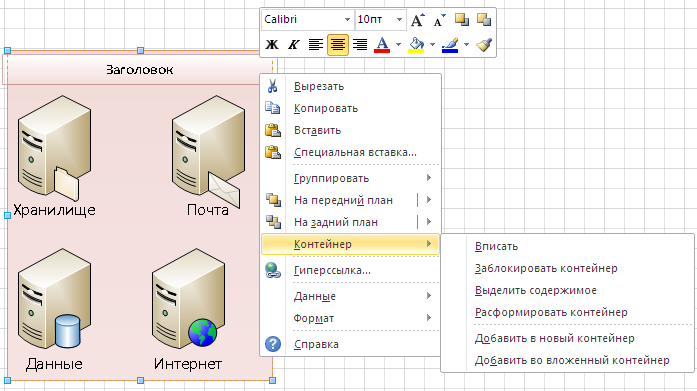 Calibri 10пт
Ж К А
Заголовок
Хранилище Почта
Данные Интернет
Вырезать
Копировать
Вставить
Специальная вставка...
Группировать
На передний план
На задний план
Контейнер
Гиперссылка...
Данные
Формат
Справка
Вписать
Заблокировать контейнер
Выделить содержимое
Расформировать контейнер
Добавить в новый контейнер
Добавить во вложенный контейнер